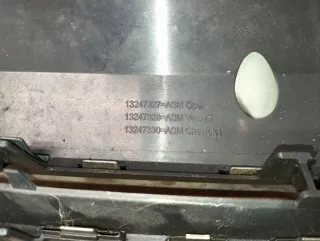 13247327=ASM Opel
13247328=ASM Vauxhall
13247330=ASM Chevrolet